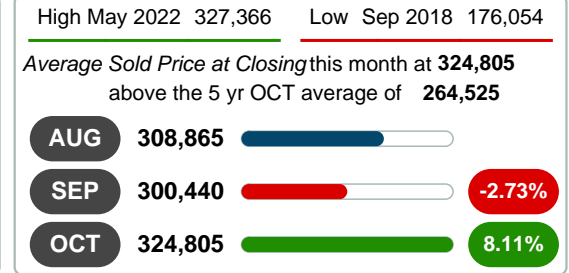 High May 2022 327,366 Low Sep 2018 176,054
Average Sold Price at Closing this month at 324,805
above the 5 yr OCT average of 264,525
AUG 308,865
SEP 300,440 -2.73%
OCT 324,805 8.11%